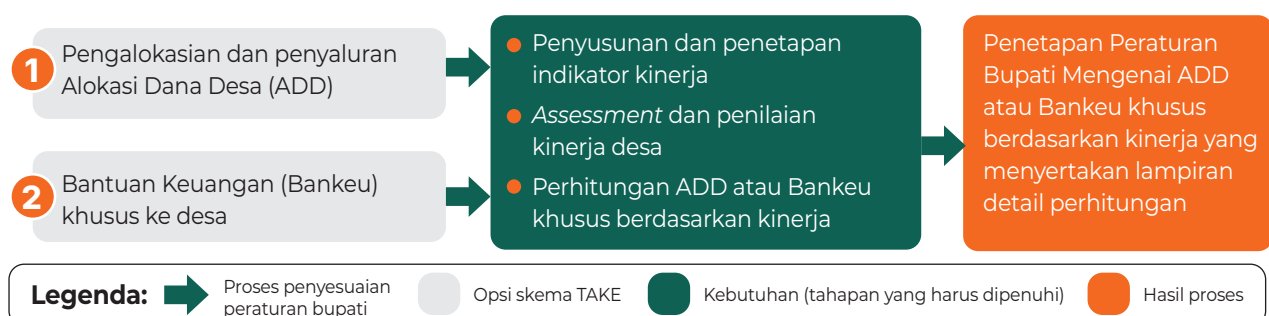 1
Pengalokasian dan penyaluran
Alokasi Dana Desa (ADD)
2
Bantuan Keuangan (Bankeu)
khusus ke desa
Penyusunan dan penetapan
indikator kinerja
Assessment dan penilaian
kinerja desa
Perhitungan ADD atau Bankeu
khusus berdasarkan kinerja
Penetapan Peraturan
Bupati Mengenai ADD
atau Bankeu khusus
berdasarkan kinerja yang
menyertakan lampiran
detail perhitungan
Legenda:
Proses penyesuaian
peraturan bupati
Opsi skema TAKE
Kebutuhan (tahapan yang harus dipenuhi)
Hasil proses